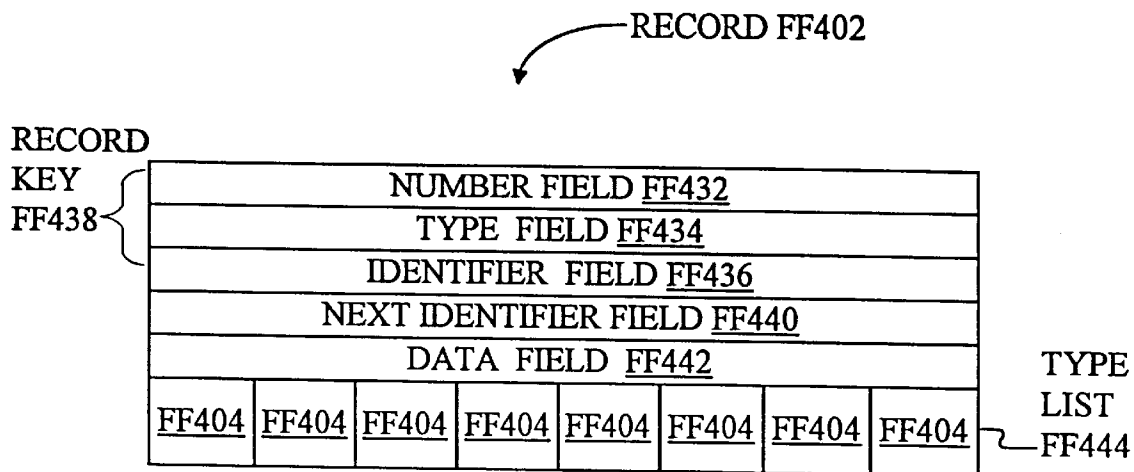 RECORD FF402
RECORD
KEY
FF438
NUMBER FIELD FF432
TYPE FIELD FF434
IDENTIFIER FIELD FF436
NEXT IDENTIFIER FIELD FF440
DATA FIELD FF442
FF404 FF404 FF404 FF404 FF404 FF404 FF404 FF404
TYPE
LIST
FF444